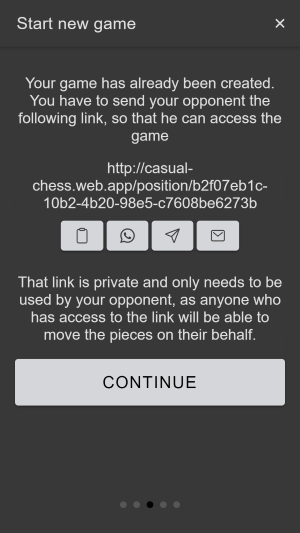 Start new game
Your game has already been created.
You have to send your opponent the
following link, so that he can access the
game
http://casual-
chess.web.app/position/b2f07eb1c-
10b2-4b20-98e5-c7608be6273b
That link is private and only needs to be
used by your opponent, as anyone who
has access to the link will be able to
move the pieces on their behalf.
CONTINUE